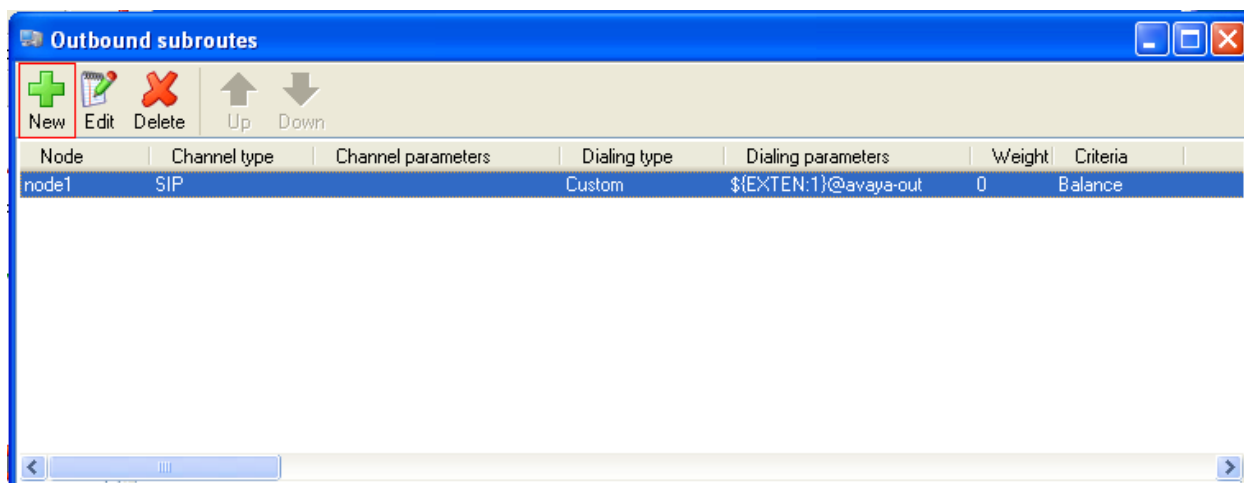 Outbound subroutes
New Edit Delete Up Down
Node Channel type Channel parameters Dialing type Dialing parameters Weight Criteria
node1 SIP Custom ${EXTEN:1}@avaya-out 0 Balance